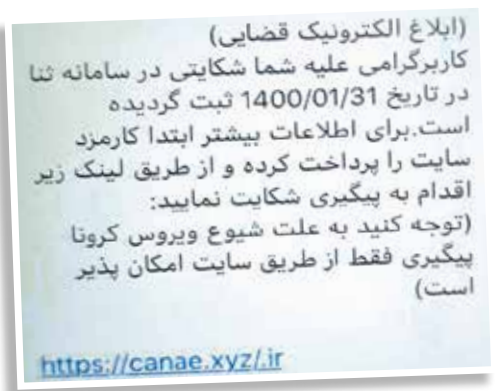 (ابلاغ الکترونیک قضایی)
کاربرگرامی علیه شما شکایتی در سامانه ثنا
در تاریخ 1400/01/31 ثبت گردیده
است.برای اطلاعات بیشتر ابتدا کارمزد
سایت را پرداخت کرده و از طریق لینک زیر
اقدام به پیگیری شکایت نمایید:
(توجه کنید به علت شیوع ویروس کرونا
پیگیری فقط از طریق سایت امکان پذیر
است)
https://canae.xyz/.ir